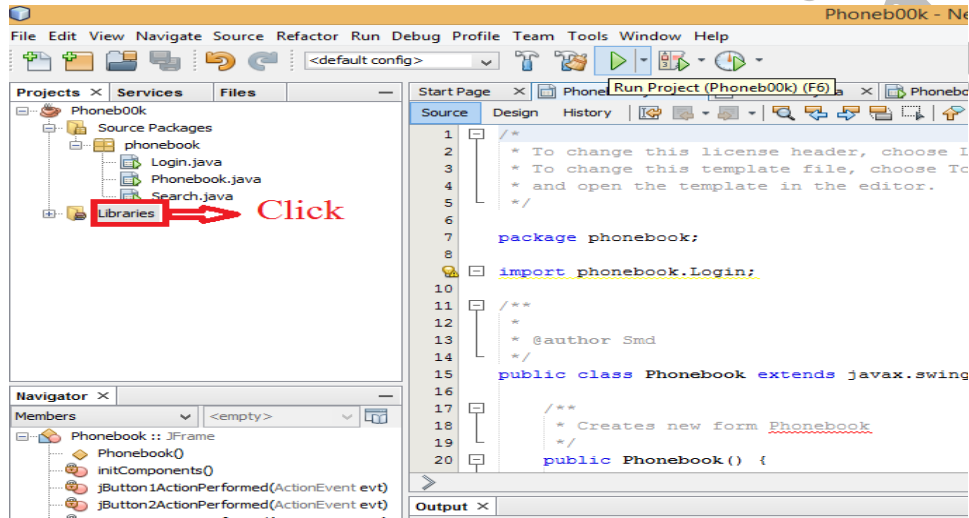 Phoneb00k - Ne
File Edit View Navigate Source Refactor Run Debug Profile Team Tools Window Help
<default config>
Projects Services Files
Start Page
Run Project (Phoneb00k) (F6)
Phoneb00k
Source Packages
phonebook
Login.java
Phonebook.java
Search.java
Libraries
Click
Source Design History
1 /*
2 * To change this license header, choose L
3 * To change this template file, choose To
4 * and open the template in the editor.
5 */
6
7 package phonebook;
8
import phonebook.Login;
10
11 /**
12 *
13 * @author Smd
14 */
15 public class Phonebook extends javax.swing
16
17 /**
18 * Creates new form Phonebook
19 */
20 public Phonebook() {
Navigator
Members <empty>
Phonebook :: JFrame
Phonebook()
initComponents()
jButton1ActionPerformed(ActionEvent evt)
jButton2ActionPerformed(ActionEvent evt)
Output